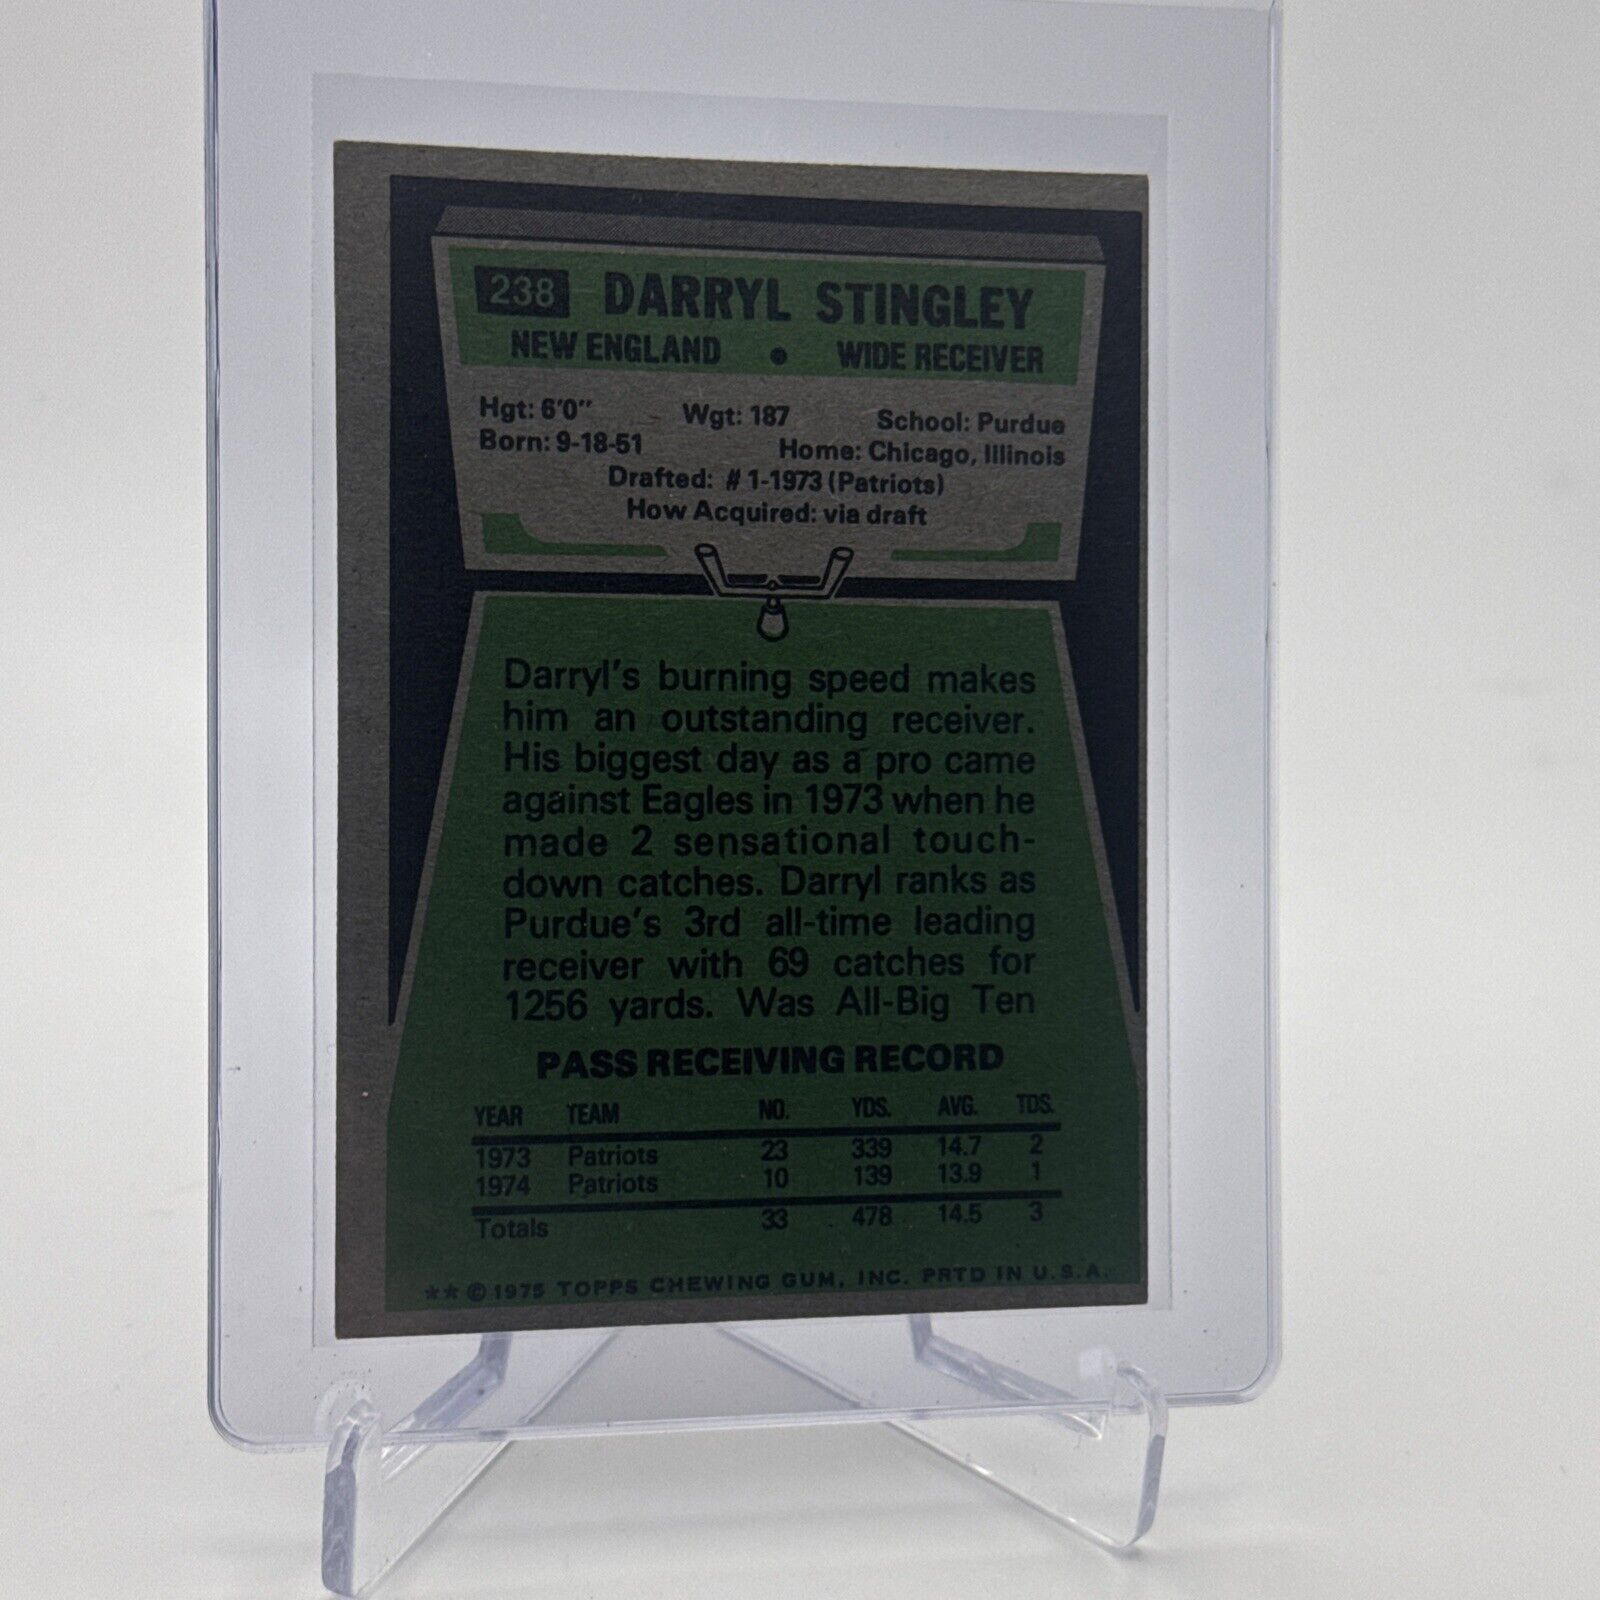 238 DARRYL STINGLEY
NEW ENGLAND • WIDE RECEIVER
Hgt: 6'0" Wgt: 187 School: Purdue
Born: 9-18-51 Home: Chicago, Illinois
Drafted: #1-1973 (Patriots)
How Acquired: via draft
Darryl's burning speed makes
him an outstanding receiver.
His biggest day as a pro came
against Eagles in 1973 when he
made 2 sensational touch-
down catches. Darryl ranks as
Purdue's 3rd all-time leading
receiver with 69 catches for
1256 yards. Was All-Big Ten
PASS RECEIVING RECORD
YEAR TEAM NO. YDS. AVG. TDS.
1973 Patriots 23 339 14.7 2
1974 Patriots 10 139 13.9 1
Totals 33 478 14.5 3
**©1975 TOPPS CHEWING GUM, INC. PRTD IN U.S.A.